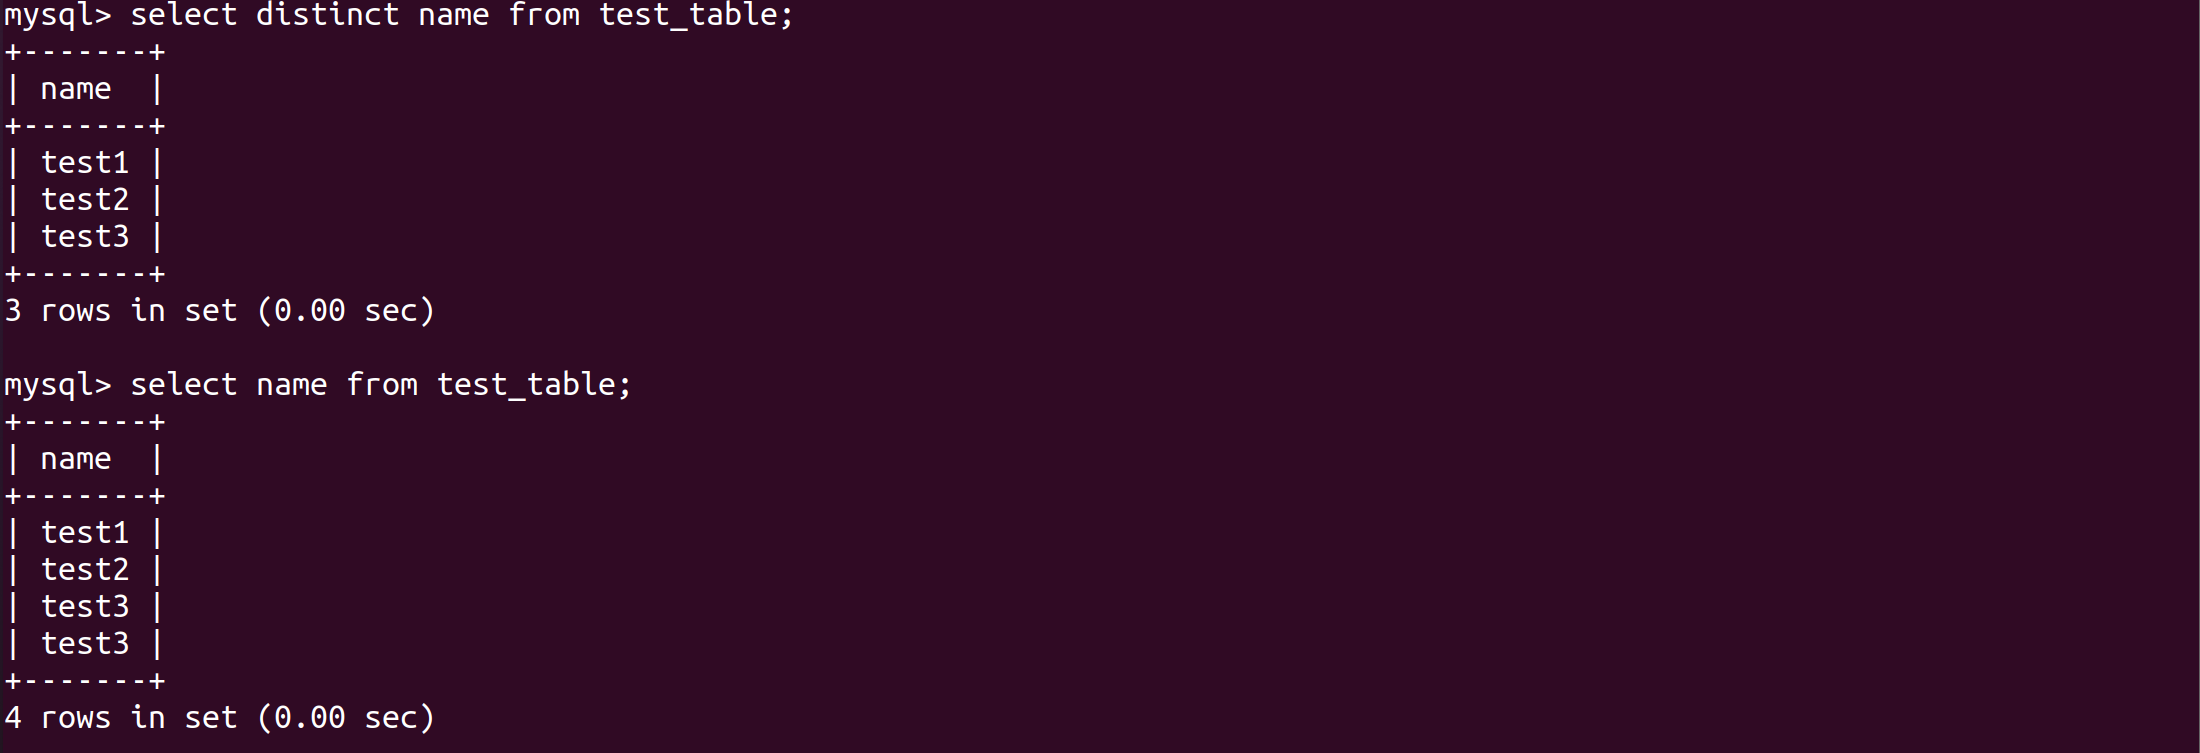 mysql> select distinct name from test_table;
+-------+
| name  |
+-------+
| test1 |
| test2 |
| test3 |
+-------+
3 rows in set (0.00 sec)

mysql> select name from test_table;
+-------+
| name  |
+-------+
| test1 |
| test2 |
| test3 |
| test3 |
+-------+
4 rows in set (0.00 sec)